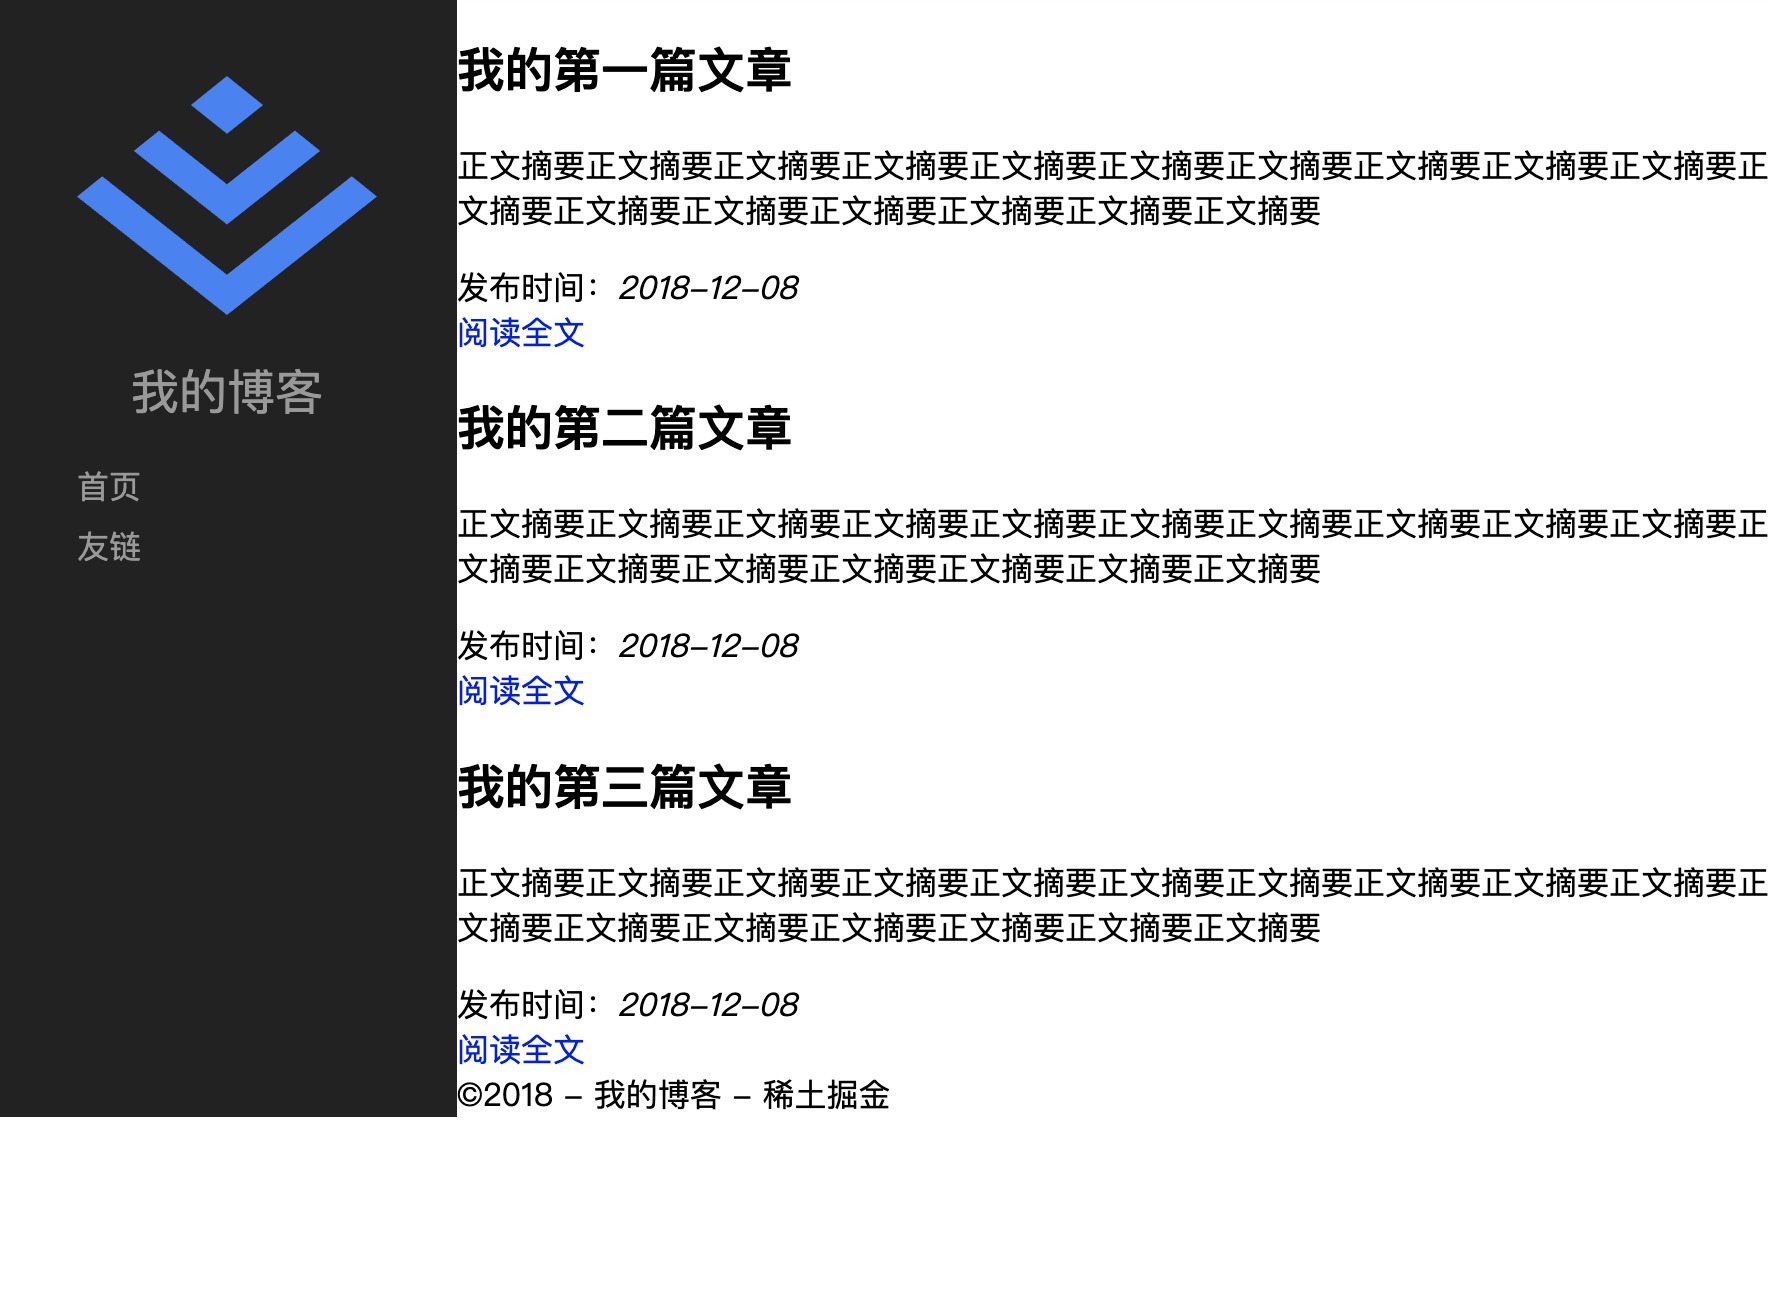 我的博客
首页
友链
我的第一篇文章
正文摘要正文摘要正文摘要正文摘要正文摘要正文摘要正文摘要正文摘要正文摘要正文摘要正
文摘要正文摘要正文摘要正文摘要正文摘要正文摘要正文摘要
发布时间：2018-12-08
阅读全文
我的第二篇文章
正文摘要正文摘要正文摘要正文摘要正文摘要正文摘要正文摘要正文摘要正文摘要正文摘要正
文摘要正文摘要正文摘要正文摘要正文摘要正文摘要正文摘要
发布时间：2018-12-08
阅读全文
我的第三篇文章
正文摘要正文摘要正文摘要正文摘要正文摘要正文摘要正文摘要正文摘要正文摘要正文摘要正
文摘要正文摘要正文摘要正文摘要正文摘要正文摘要正文摘要
发布时间：2018-12-08
阅读全文
©2018 - 我的博客 - 稀土掘金